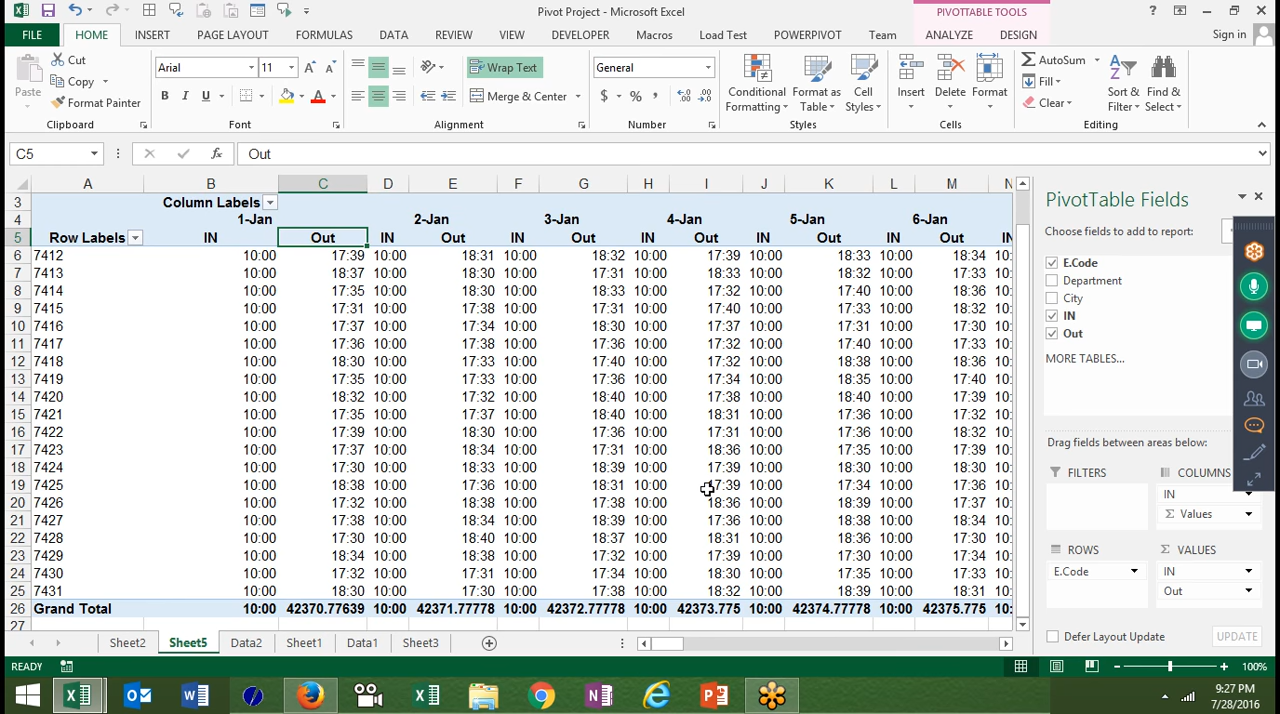 Pivot Project - Microsoft Excel
PIVOTTABLE TOOLS
?
FILE HOME INSERT PAGE LAYOUT FORMULAS DATA REVIEW VIEW DEVELOPER Macros Load Test POWERPIVOT Team ANALYZE DESIGN Sign in
Paste
Cut
Copy
Format Painter
Clipboard
Arial 11
B I U
Font
Wrap Text
Merge & Center
Alignment
General
$ % ,
Number
Conditional Formatting
Format as Table
Cell Styles
Styles
Insert Delete Format
Cells
AutoSum
Fill
Clear
Sort & Filter
Find & Select
Editing
C5 fx Out
A B C D E F G H I J K L M N
3 Column Labels
4 1-Jan 2-Jan 3-Jan 4-Jan 5-Jan 6-Jan
5 Row Labels IN Out IN Out IN Out IN Out IN Out IN Out IN
6 7412 10:00 17:39 10:00 18:31 10:00 18:32 10:00 17:39 10:00 18:33 10:00 18:34 10:
7 7413 10:00 18:37 10:00 18:30 10:00 17:31 10:00 18:33 10:00 18:32 10:00 17:33 10:
8 7414 10:00 17:35 10:00 18:30 10:00 18:33 10:00 17:32 10:00 17:40 10:00 18:36 10:
9 7415 10:00 17:31 10:00 17:38 10:00 17:31 10:00 17:40 10:00 17:33 10:00 18:32 10:
10 7416 10:00 17:37 10:00 17:34 10:00 18:30 10:00 17:37 10:00 17:31 10:00 17:30 10:
11 7417 10:00 17:36 10:00 17:40 10:00 17:36 10:00 17:32 10:00 17:38 10:00 17:33 10:
12 7418 10:00 18:30 10:00 17:33 10:00 17:40 10:00 17:32 10:00 18:38 10:00 18:36 10:
13 7419 10:00 17:35 10:00 17:33 10:00 17:36 10:00 17:34 10:00 18:35 10:00 17:40 10:
14 7420 10:00 18:32 10:00 17:32 10:00 18:40 10:00 17:38 10:00 18:40 10:00 17:39 10:
15 7421 10:00 17:35 10:00 17:37 10:00 18:40 10:00 18:31 10:00 17:36 10:00 17:32 10:
16 7422 10:00 17:39 10:00 18:30 10:00 17:36 10:00 17:31 10:00 17:36 10:00 18:32 10:
17 7423 10:00 17:37 10:00 18:34 10:00 17:31 10:00 18:36 10:00 17:35 10:00 17:39 10:
18 7424 10:00 17:30 10:00 18:33 10:00 18:39 10:00 17:39 10:00 18:30 10:00 18:30 10:
19 7425 10:00 18:38 10:00 17:36 10:00 18:31 10:00 17:39 10:00 17:34 10:00 17:36 10:
20 7426 10:00 17:32 10:00 18:38 10:00 17:38 10:00 18:36 10:00 18:39 10:00 17:37 10:
21 7427 10:00 17:38 10:00 18:34 10:00 18:39 10:00 17:36 10:00 18:38 10:00 18:34 10:
22 7428 10:00 17:30 10:00 18:40 10:00 18:37 10:00 18:31 10:00 18:36 10:00 17:30 10:
23 7429 10:00 18:34 10:00 18:38 10:00 17:32 10:00 17:39 10:00 17:30 10:00 17:34 10:
24 7430 10:00 17:32 10:00 17:31 10:00 17:34 10:00 18:30 10:00 17:35 10:00 17:33 10:
25 7431 10:00 18:30 10:00 17:30 10:00 17:38 10:00 18:32 10:00 18:39 10:00 18:31 10:
26 Grand Total 10:00 42370.77639 10:00 42371.77778 10:00 42372.77778 10:00 42373.775 10:00 42374.77778 10:00 42375.775 10:
27
PivotTable Fields
Choose fields to add to report:
E.Code
Department
City
IN
Out
MORE TABLES...
Drag fields between areas below:
FILTERS
COLUMNS
IN
Σ Values
ROWS
E.Code
Σ VALUES
IN
Out
Defer Layout Update UPDATE
Sheet2 Sheet5 Data2 Sheet1 Data1 Sheet3
READY 100%
9:27 PM
7/28/2016